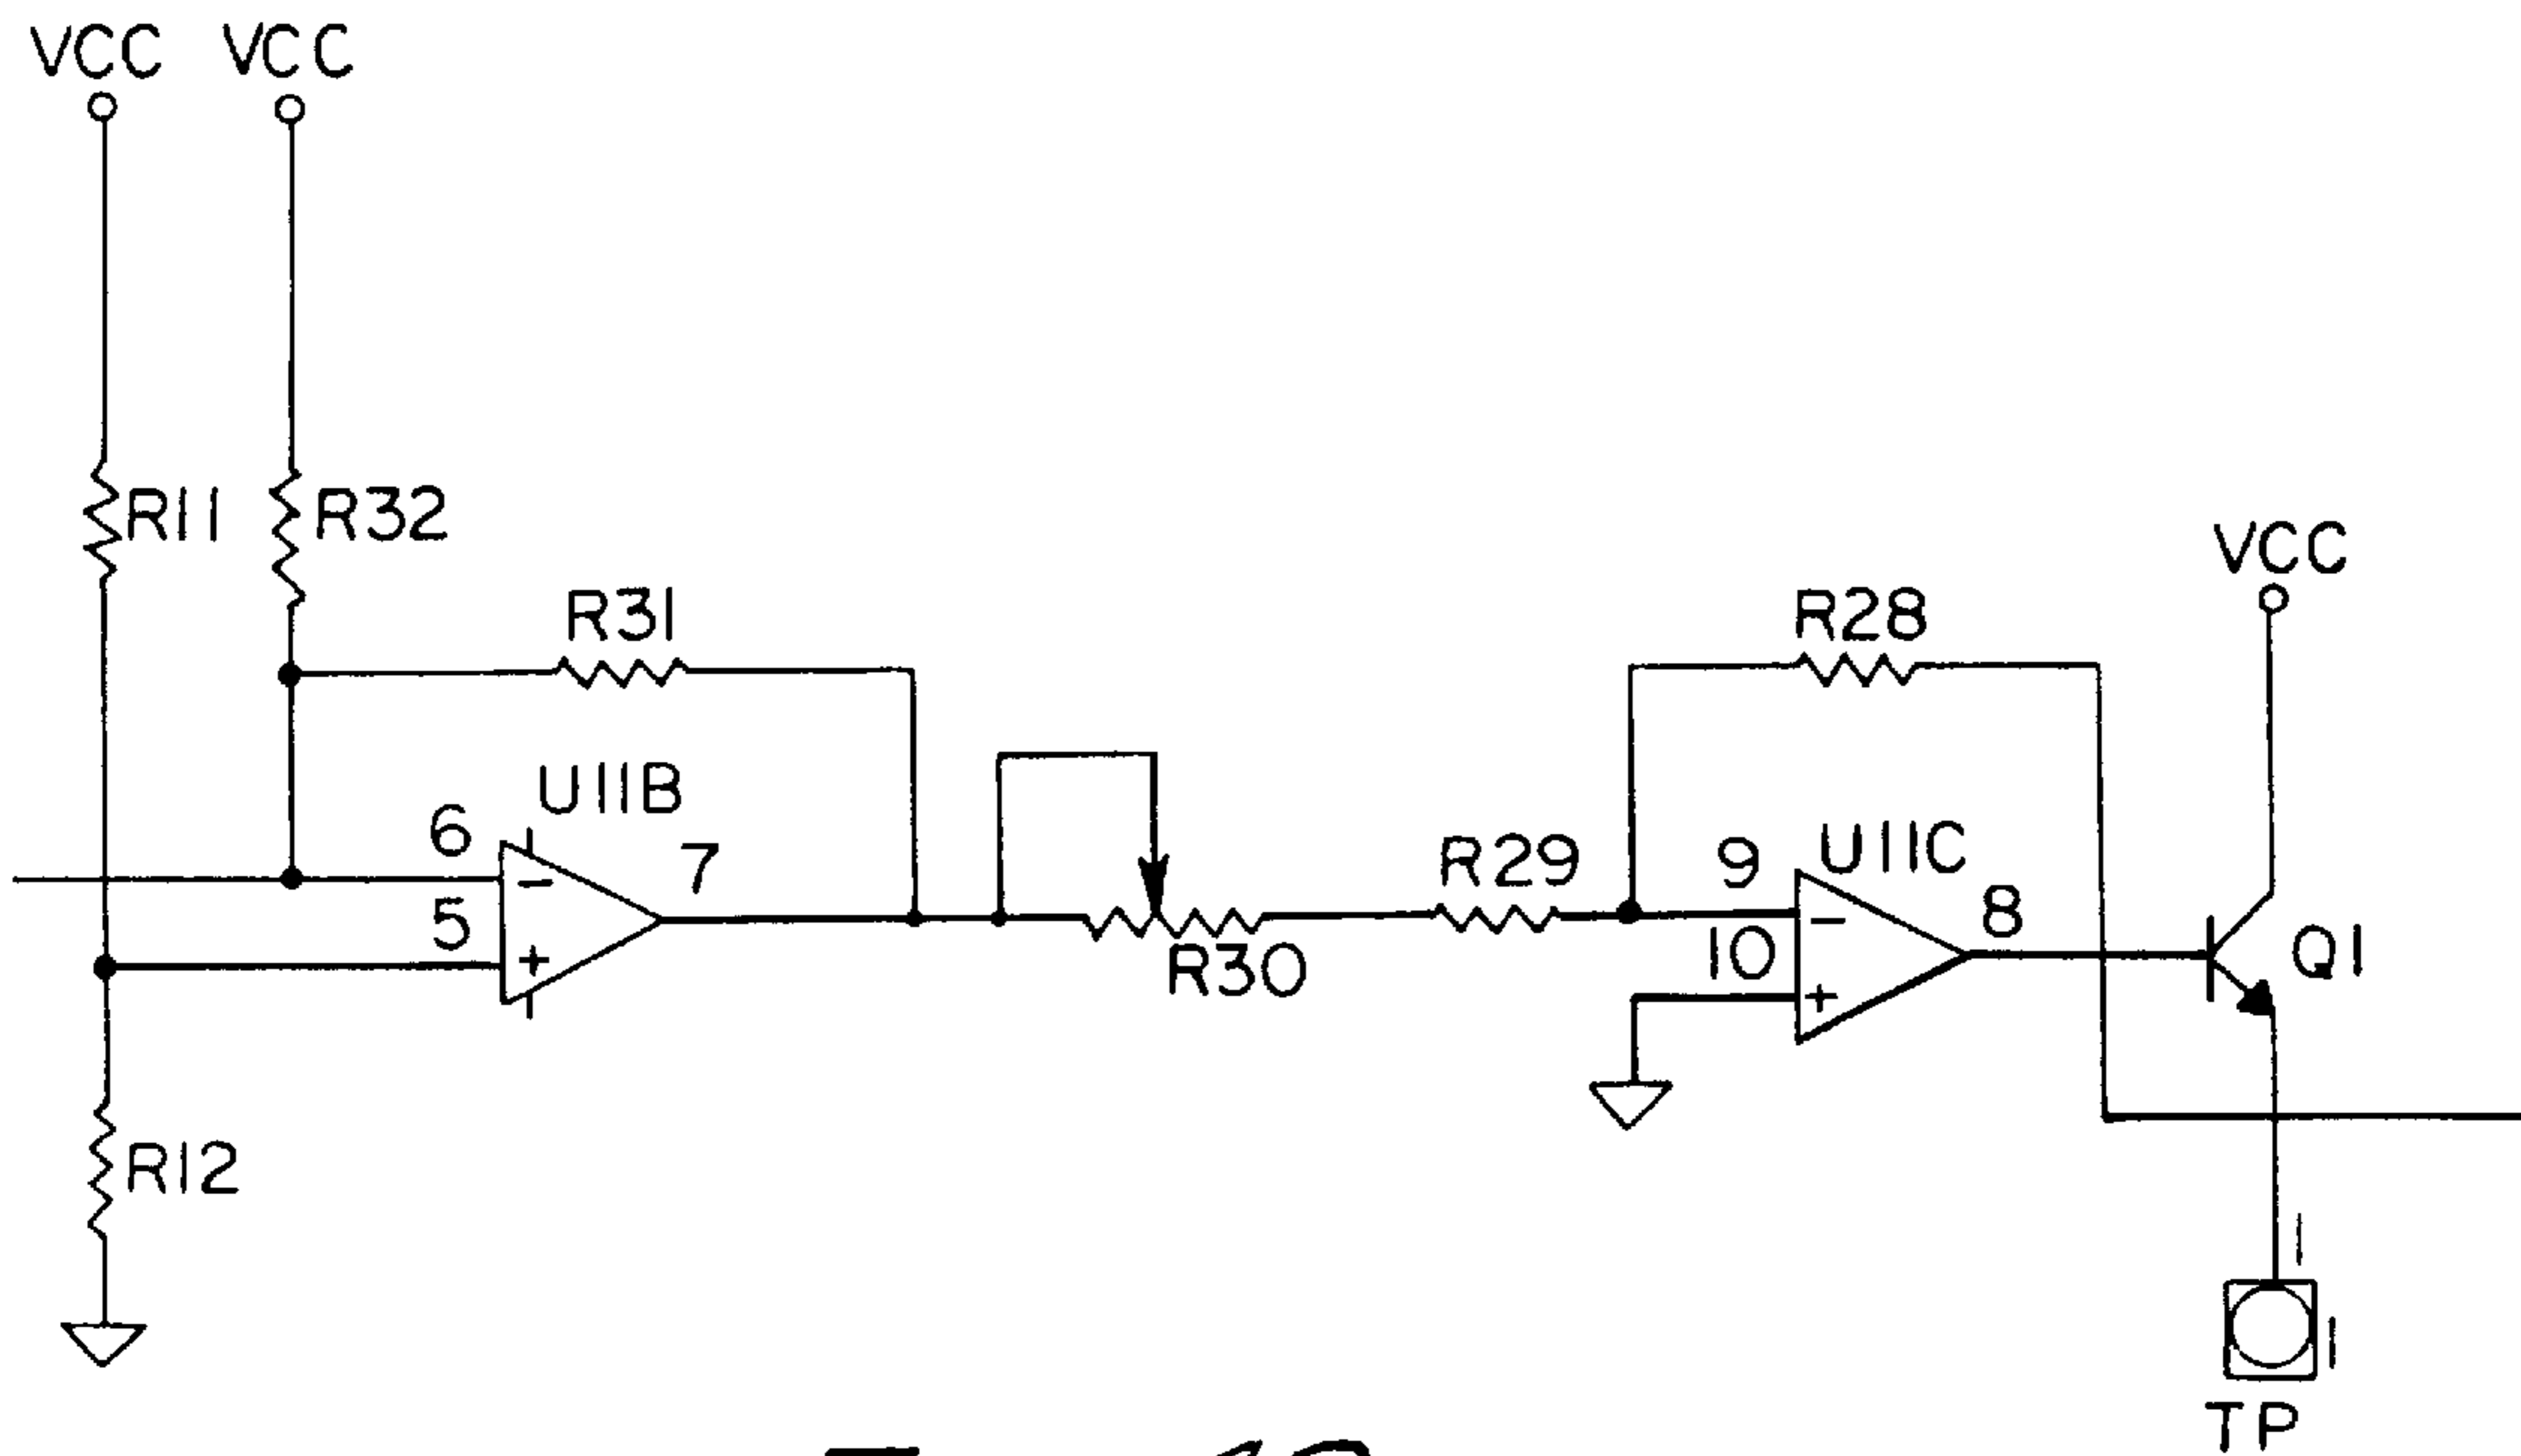 VCC VCC
R11 R32
VCC
R31
R28
U11B
6
7
5
R29
9
U11C
8
10
R30
Q1
R12
1
1
TP